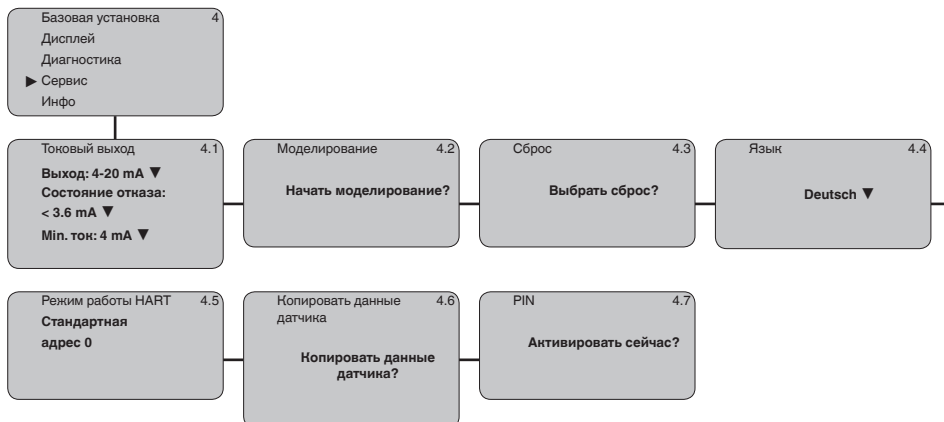 Базовая установка 4
Дисплей
Диагностика
▶ Сервис
Инфо
Токовый выход 4.1
Выход: 4-20 mA ▼
Состояние отказа:
< 3.6 mA ▼
Min. ток: 4 mA ▼
Моделирование 4.2
Начать моделирование?
Сброс 4.3
Выбрать сброс?
Язык 4.4
Deutsch ▼
Режим работы HART 4.5
Стандартная
адрес 0
Копировать данные 4.6
датчика
Копировать данные
датчика?
PIN 4.7
Активировать сейчас?